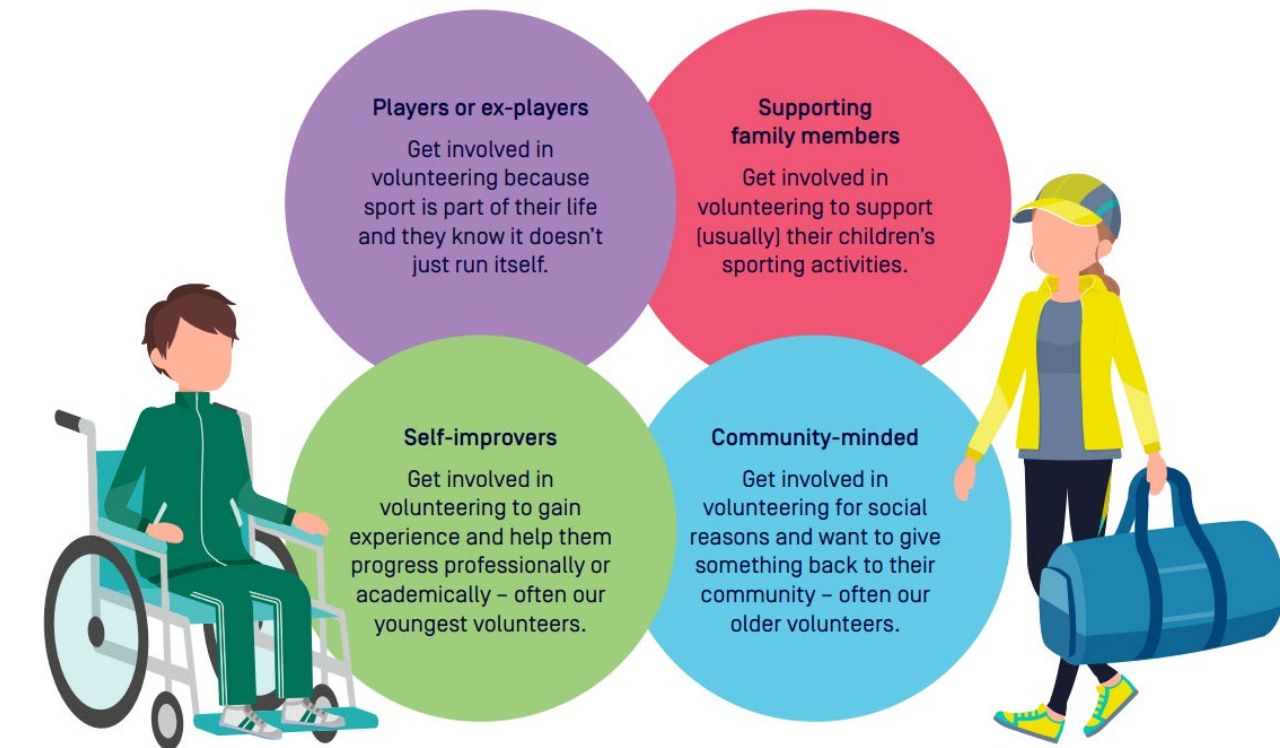 Players or ex-players
Get involved in
volunteering because
sport is part of their life
and they know it doesn't
just run itself.
Supporting
family members
Get involved in
volunteering to support
(usually) their children's
sporting activities.
Self-improvers
Get involved in
volunteering to gain
experience and help them
progress professionally or
academically – often our
youngest volunteers.
Community-minded
Get involved in
volunteering for social
reasons and want to give
something back to their
community – often our
older volunteers.